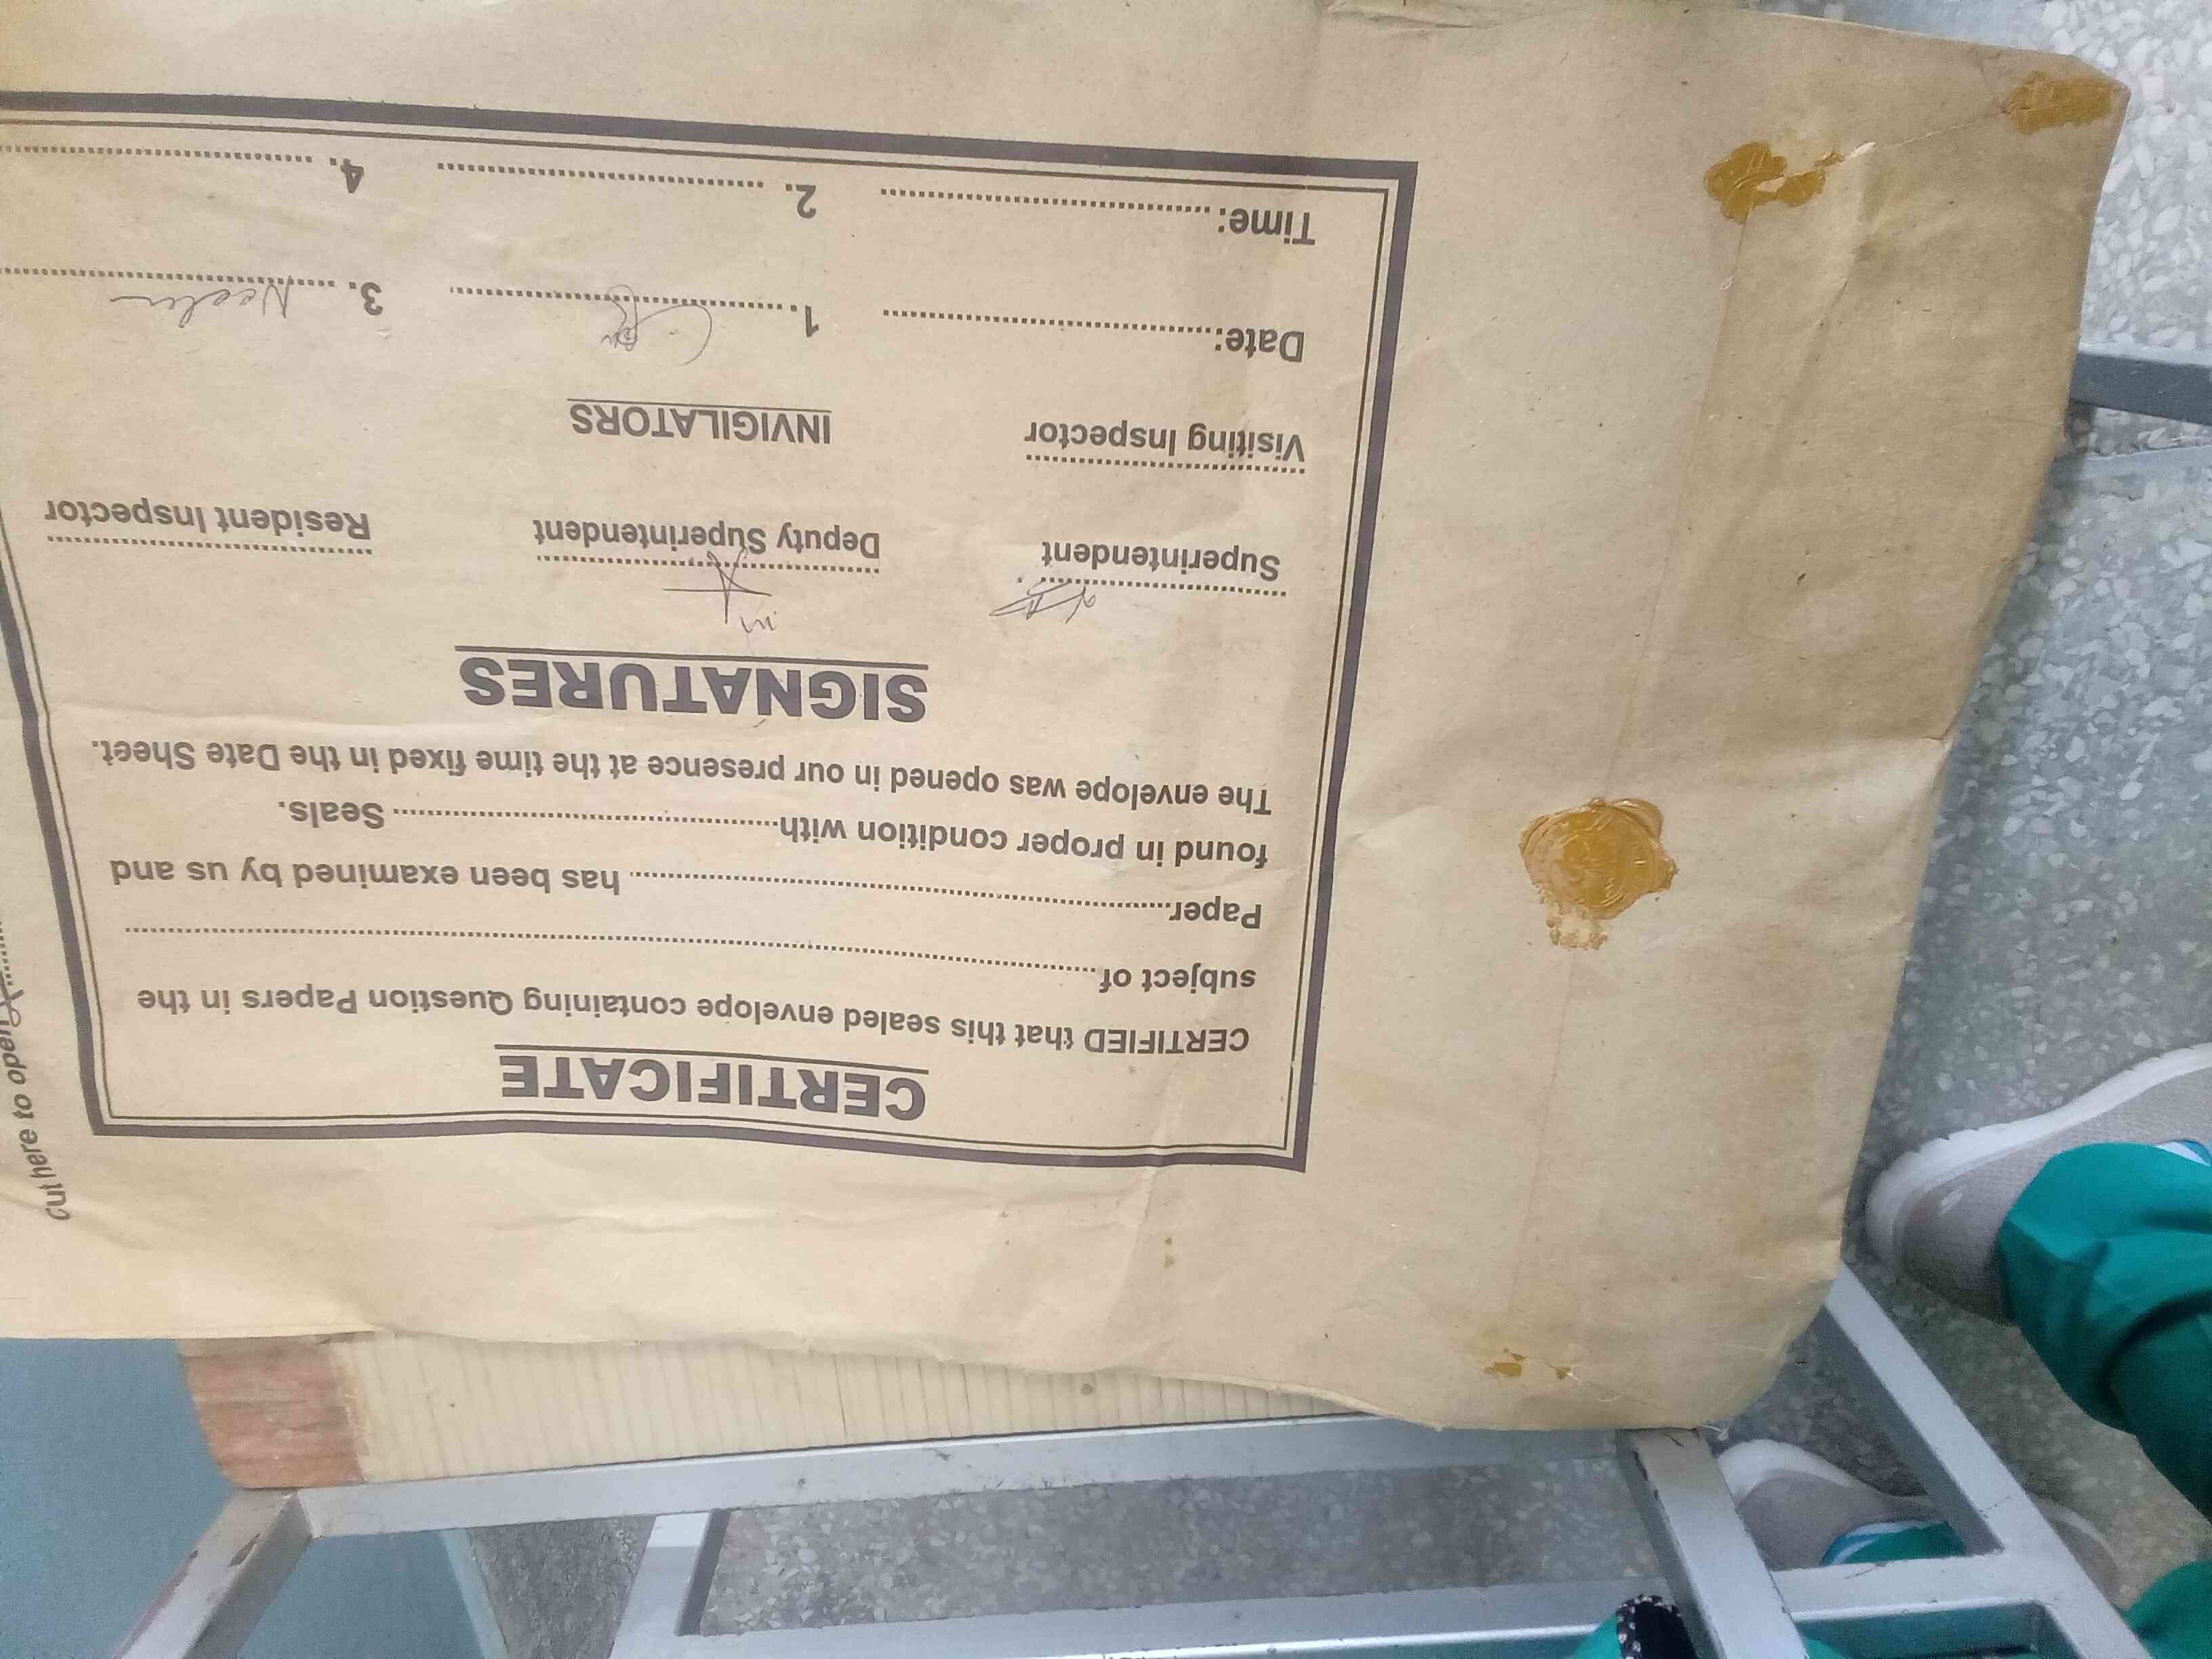 CERTIFICATE
CERTIFIED that this sealed envelope containing Question Papers in the
subject of................................................................
Paper.................................... has been examined by us and
found in proper condition with.............................. Seals.
The envelope was opened in our presence at the time fixed in the Date Sheet.
SIGNATURES
Superintendent Deputy Superintendent Resident Inspector
Visiting Inspector INVIGILATORS
Date:.............................. 1............................... 3...............................
Time:.............................. 2. .............................. 4. ..............................
Cut here to open